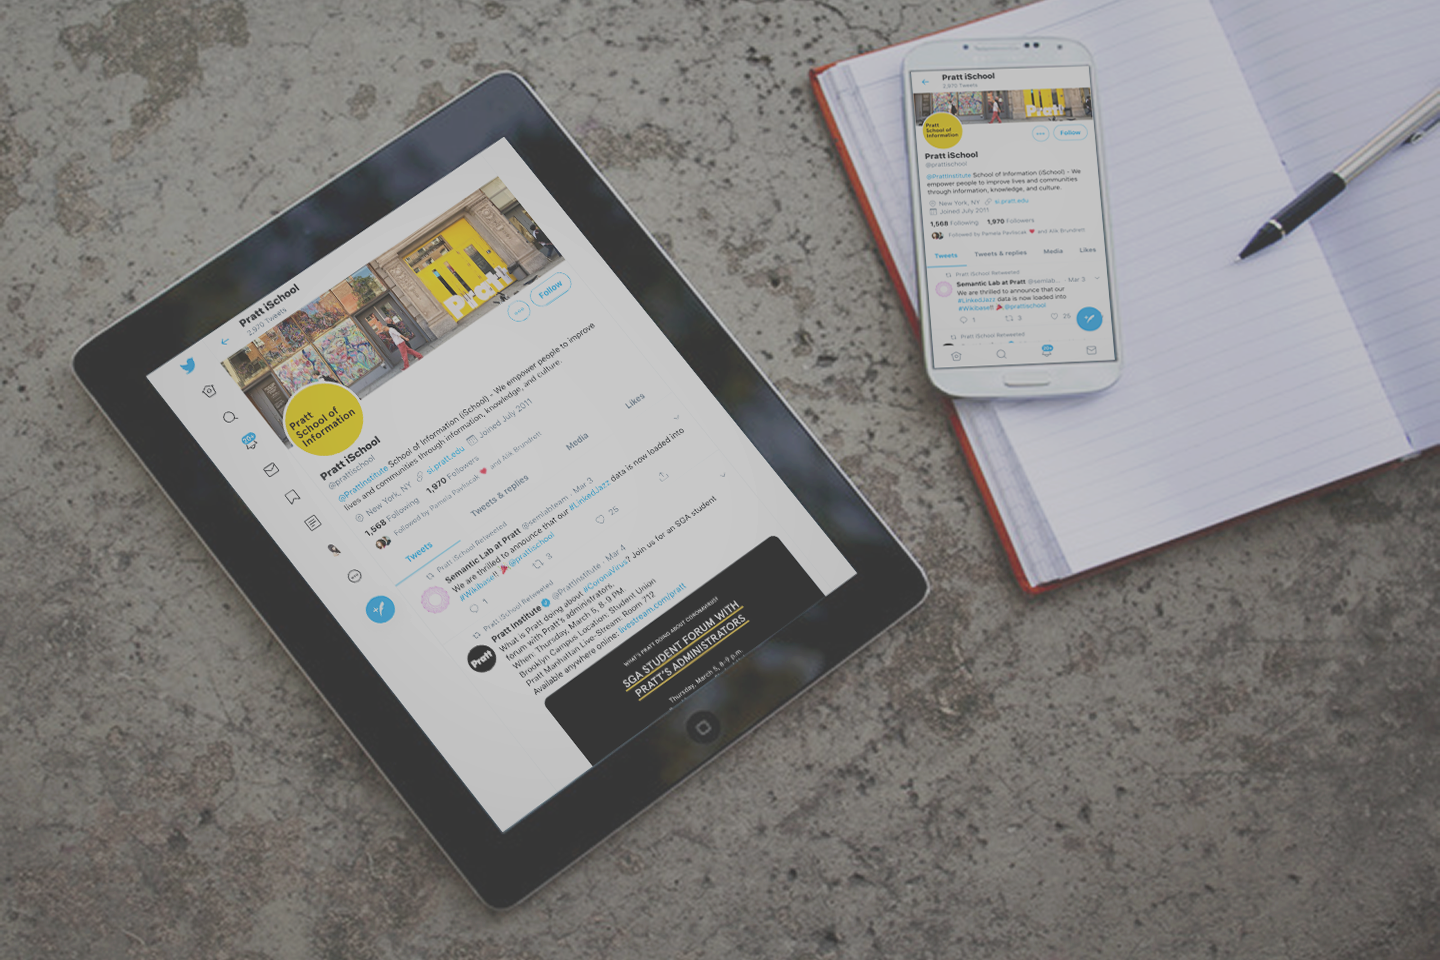 Pratt iSchool
2,970 Tweets
Pratt
Follow
Pratt
School of
Information
Pratt iSchool
@prattischool
@PrattInstitute School of Information (iSchool) - We empower people to improve
lives and communities through information, knowledge, and culture.
New York, NY si.pratt.edu Joined July 2011
1,568 Following 1,970 Followers
Followed by Pamela Pavliscak and Alik Brundrett
Tweets Tweets & replies Media Likes
Pratt iSchool Retweeted
Semantic Lab at Pratt @semlabteam · Mar 3
We are thrilled to announce that our #LinkedJazz data is now loaded into
#Wikibase!! @prattischool
1 3 25
Pratt iSchool Retweeted
Pratt Institute @PrattInstitute · Mar 4
What is Pratt doing about #CoronaVirus? Join us for an SGA student
forum with Pratt's administrators.
When: Thursday, March 5, 8-9 PM
Brooklyn Campus Location: Student Union
Pratt Manhattan Live-Stream: Room 712
Available anywhere online: livestream.com/pratt
Pratt
WHAT'S PRATT DOING ABOUT CORONAVIRUS?
SGA STUDENT FORUM WITH
PRATT'S ADMINISTRATORS
Thursday, March 5, 8-9 p.m.
20+
Pratt iSchool
2,970 Tweets
Pratt
Pratt
School of
Information
Follow
Pratt iSchool
@prattischool
@PrattInstitute School of Information (iSchool) - We
empower people to improve lives and communities
through information, knowledge, and culture.
New York, NY si.pratt.edu
Joined July 2011
1,568 Following 1,970 Followers
Followed by Pamela Pavliscak and Alik Brundrett
Tweets Tweets & replies Media Likes
Pratt iSchool Retweeted
Semantic Lab at Pratt @semlab... · Mar 3
We are thrilled to announce that our
#LinkedJazz data is now loaded into
#Wikibase!! @prattischool
1 3 25
Pratt iSchool Retweeted
20+